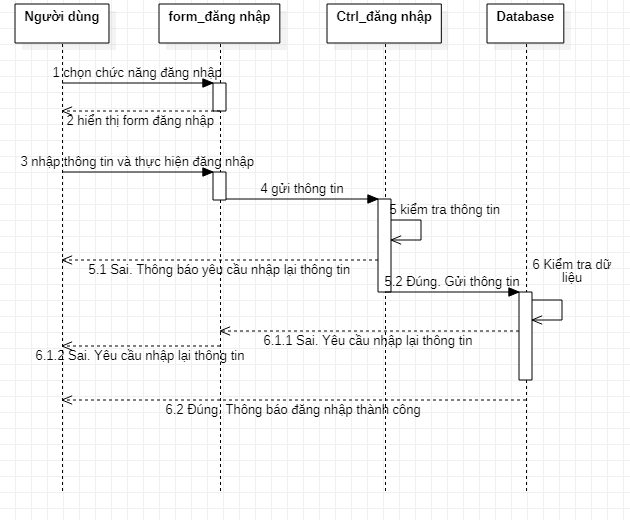 Người dùng
form_đăng nhập
Ctrl_đăng nhập
Database
1 chọn chức năng đăng nhập
2 hiển thị form đăng nhập
3 nhập thông tin và thực hiện đăng nhập
4 gửi thông tin
5 kiểm tra thông tin
5.1 Sai. Thông báo yêu cầu nhập lại thông tin
5.2 Đúng. Gửi thông tin
6 Kiểm tra dữ
liệu
6.1.1 Sai. Yêu cầu nhập lại thông tin
6.1.2 Sai. Yêu cầu nhập lại thông tin
6.2 Đúng. Thông báo đăng nhập thành công